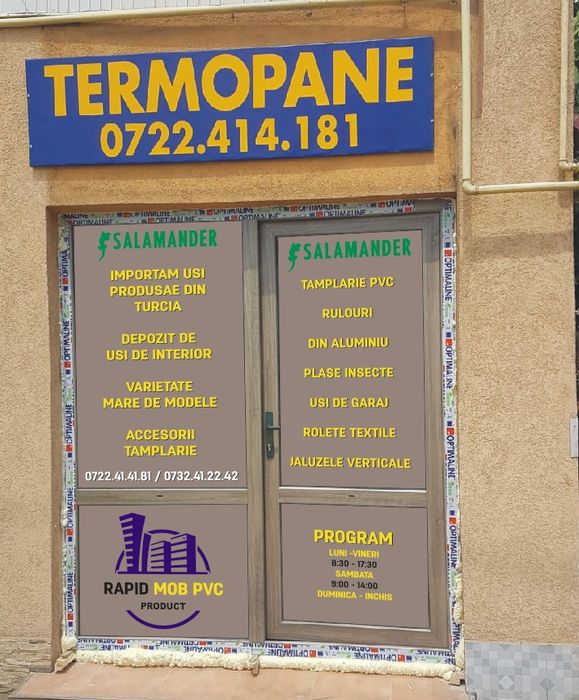 TERMOPANE
0722.414.181
SALAMANDER
IMPORTAM USI
PRODUSAE DIN
TURCIA
DEPOZIT DE
USI DE INTERIOR
VARIETATE
MARE DE MODELE
ACCESORII
TAMPLARIE
0722.41.41.81 / 0732.41.22.42
RAPID MOB PVC
PRODUCT
SALAMANDER
TAMPLARIE PVC
RULOURI
DIN ALUMINIU
PLASE INSECTE
USI DE GARAJ
ROLETE TEXTILE
JALUZELE VERTICALE
PROGRAM
LUNI -VINERI
8:30 - 17:30
SAMBATA
9:00 - 14:00
DUMINICA - INCHIS
OPTIMALINE